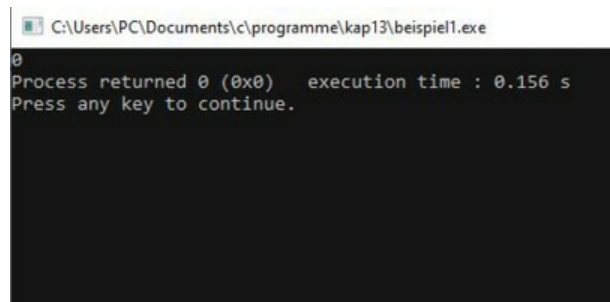 C:\Users\PC\Documents\c\programme\kap13\beispiel1.exe
0
Process returned 0 (0x0)   execution time : 0.156 s
Press any key to continue.